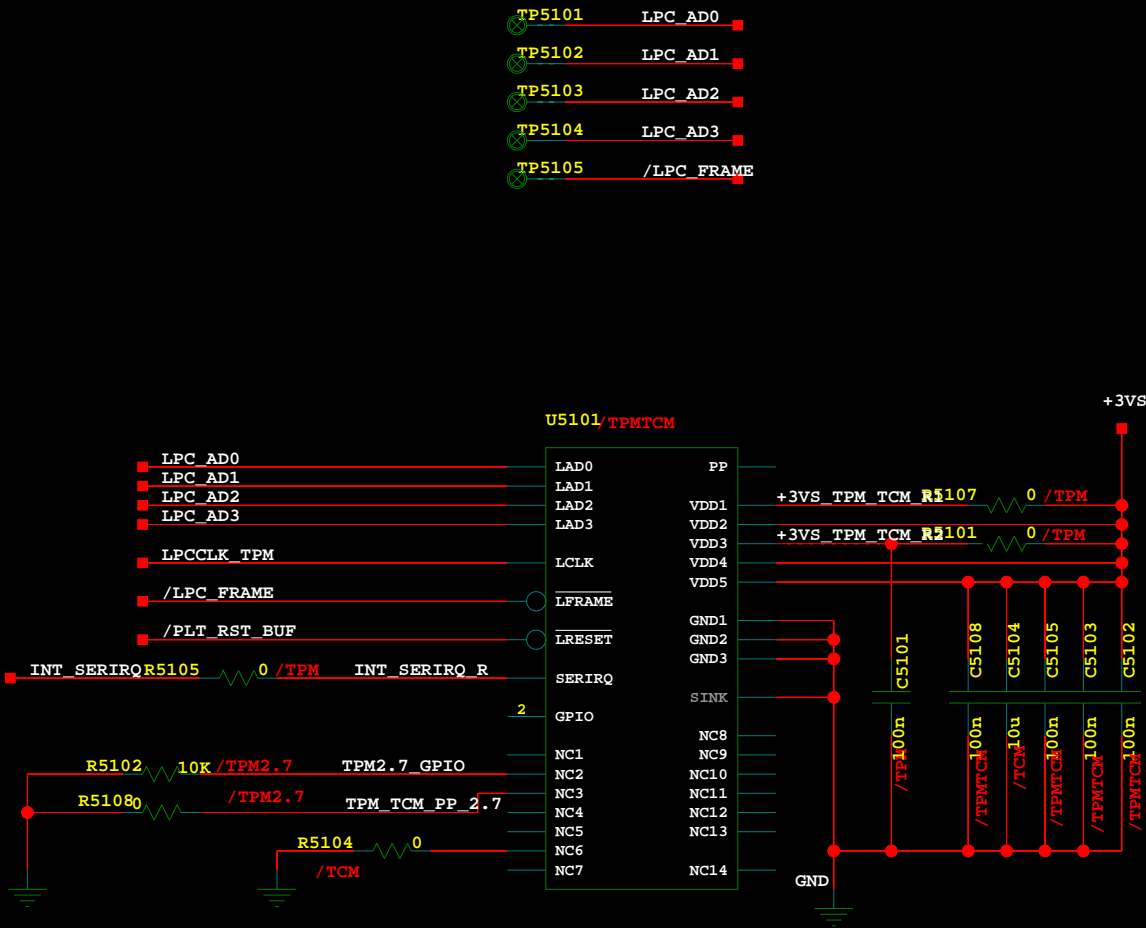 TP5101 LPC_AD0
TP5102 LPC_AD1
TP5103 LPC_AD2
TP5104 LPC_AD3
TP5105 /LPC_FRAME
+3VS
U5101 /TPMTCM
LPC_AD0 LAD0 PP
LPC_AD1 LAD1
LPC_AD2 LAD2 VDD1 +3VS_TPM_TCM_R1 R5107 0 /TPM
LPC_AD3 LAD3 VDD2
VDD3 +3VS_TPM_TCM_R2 R5101 0 /TPM
LPCCLK_TPM LCLK VDD4
VDD5
/LPC_FRAME LFRAME GND1
/PLT_RST_BUF LRESET GND2
GND3
INT_SERIRQ R5105 0 /TPM INT_SERIRQ_R SERIRQ
SINK
2 GPIO
NC8
NC1 NC9
R5102 10K /TPM2.7 TPM2.7_GPIO NC2 NC10
NC3 NC11
R5108 0 /TPM2.7 TPM_TCM_PP_2.7 NC4 NC12
NC5 NC13
R5104 0 NC6
/TCM
NC7 NC14
GND
C5101 100n /TPM
C5108 100n /TPMTCM
C5104 10u /TCM
C5105 100n /TPMTCM
C5103 100n /TPMTCM
C5102 100n /TPMTCM